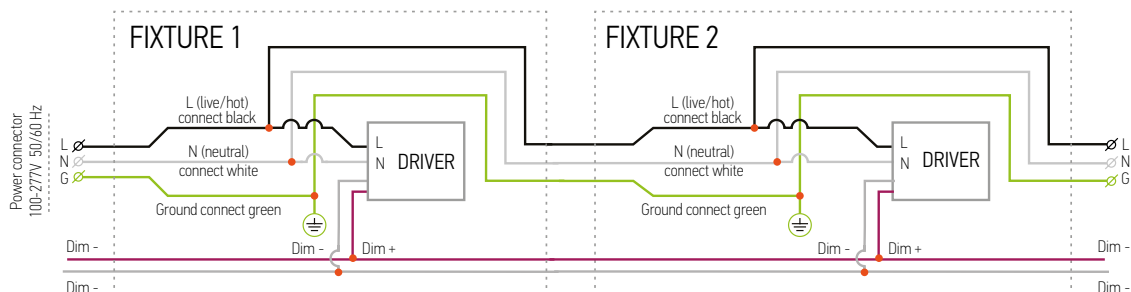 FIXTURE 1
FIXTURE 2
Power connector
100-277V 50/60 Hz
L
N
G
L (live/hot)
connect black
N (neutral)
connect white
Ground connect green
L
N
DRIVER
L (live/hot)
connect black
N (neutral)
connect white
Ground connect green
L
N
DRIVER
L
N
G
Dim -
Dim -
Dim +
Dim -
Dim +
Dim -
Dim -
Dim -